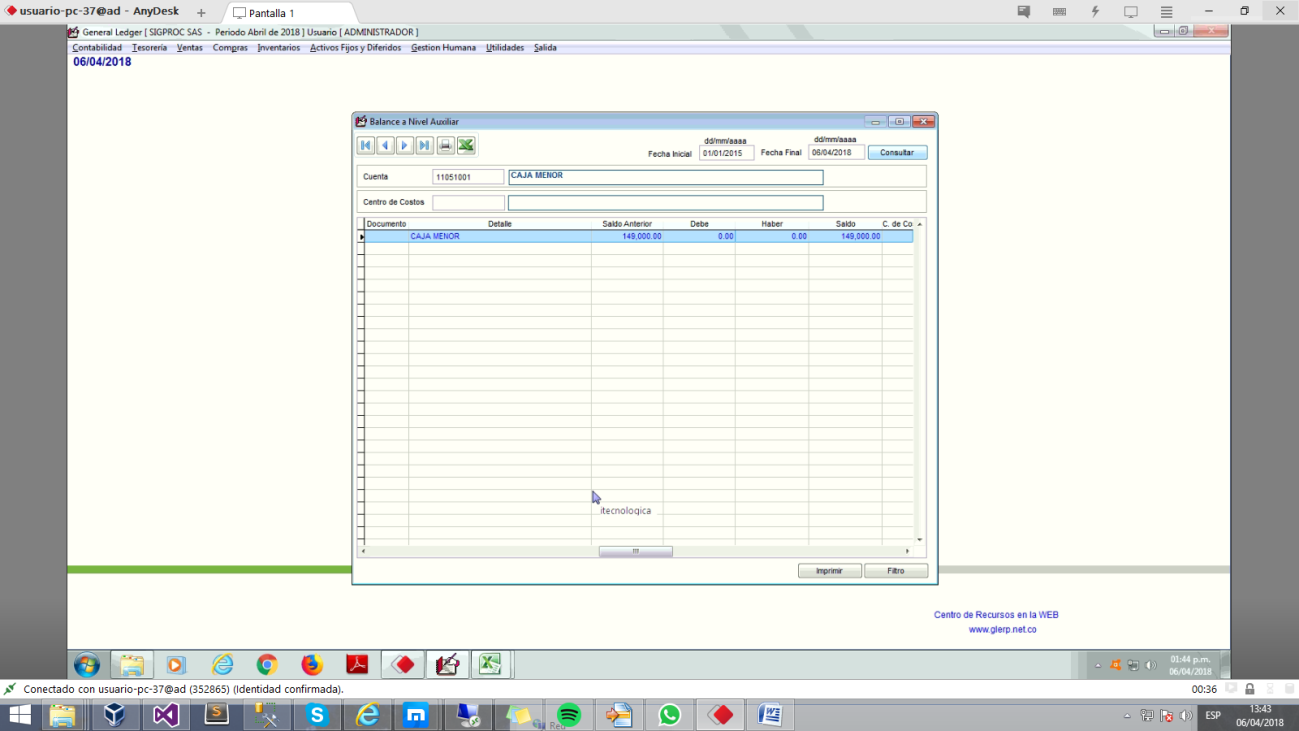 usuario-pc-37@ad - AnyDesk + Pantalla 1
General Ledger [ SIGPROC SAS - Periodo Abril de 2018 ] Usuario [ ADMINISTRADOR ]
Contabilidad Tesorería Ventas Compras Inventarios Activos Fijos y Diferidos Gestion Humana Utilidades Salida
06/04/2018
Balance a Nivel Auxiliar
dd/mm/aaaa dd/mm/aaaa
Fecha Inicial 01/01/2015 Fecha Final 06/04/2018 Consultar
Cuenta 11051001 CAJA MENOR
Centro de Costos
Documento Detalle Saldo Anterior Debe Haber Saldo C. de Co
CAJA MENOR 149,000.00 0.00 0.00 149,000.00
itecnologica
Imprimir Filtro
Centro de Recursos en la WEB
www.glerp.net.co
01:44 p.m.
06/04/2018
Conectado con usuario-pc-37@ad (352865) (Identidad confirmada). 00:36
Red
ESP 13:43
06/04/2018